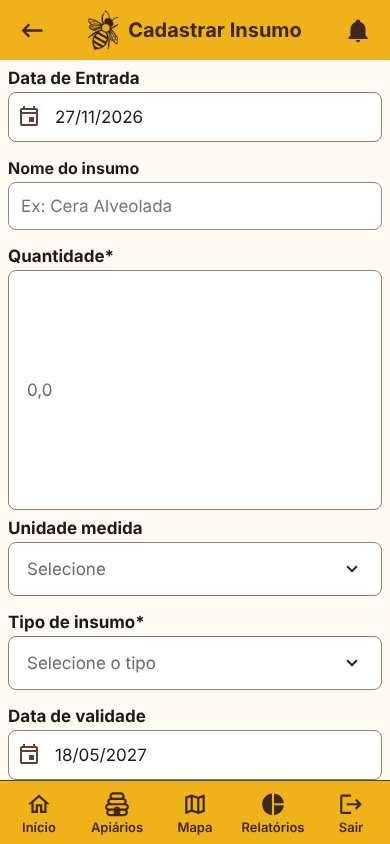 Cadastrar Insumo
Data de Entrada
27/11/2026
Nome do insumo
Ex: Cera Alveolada
Quantidade*
0,0
Unidade medida
Selecione
Tipo de insumo*
Selecione o tipo
Data de validade
18/05/2027
Início Apiários Mapa Relatórios Sair